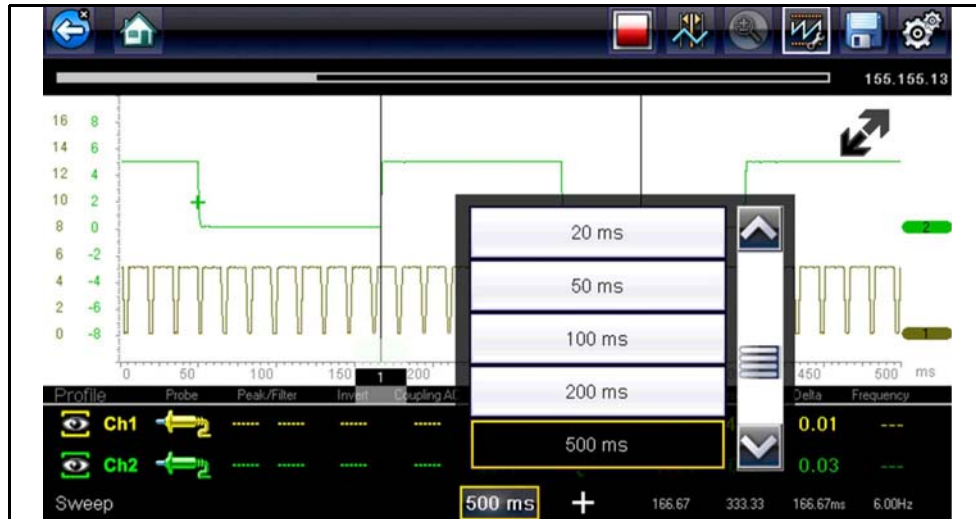 155.155.13
16 8
14 6
12 4
10 2
8 0
6 -2
4 -4
2 -6
0 -8
2
1
20 ms
50 ms
100 ms
200 ms
500 ms
0 50 100 150 200 450 500 ms
1
Profile Probe Peak/Filter Invert Coupling AC Delta Frequency
Ch1 ------ ------ ------ ------ 0.01 ---
Ch2 ------ ------ ------ ------ 0.03 ---
Sweep 500 ms + 166.67 333.33 166.67ms 6.00Hz